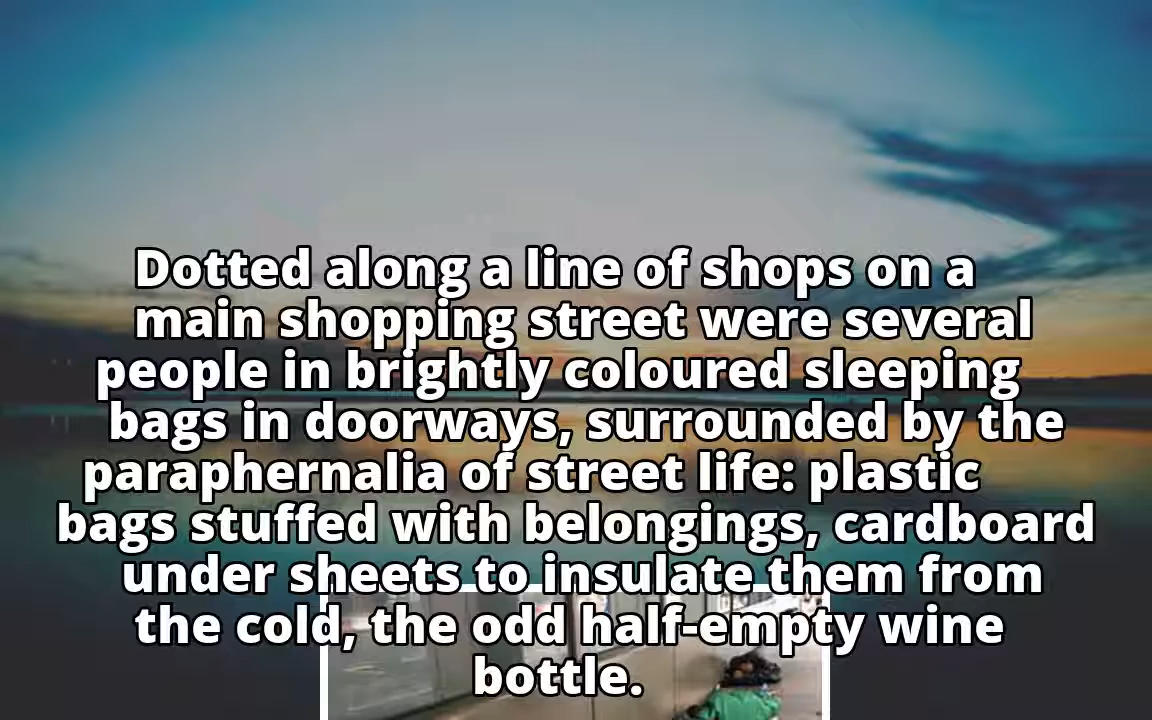 Dotted along a line of shops on a
main shopping street were several
people in brightly coloured sleeping
bags in doorways, surrounded by the
paraphernalia of street life: plastic
bags stuffed with belongings, cardboard
under sheets to insulate them from
the cold, the odd half-empty wine
bottle.